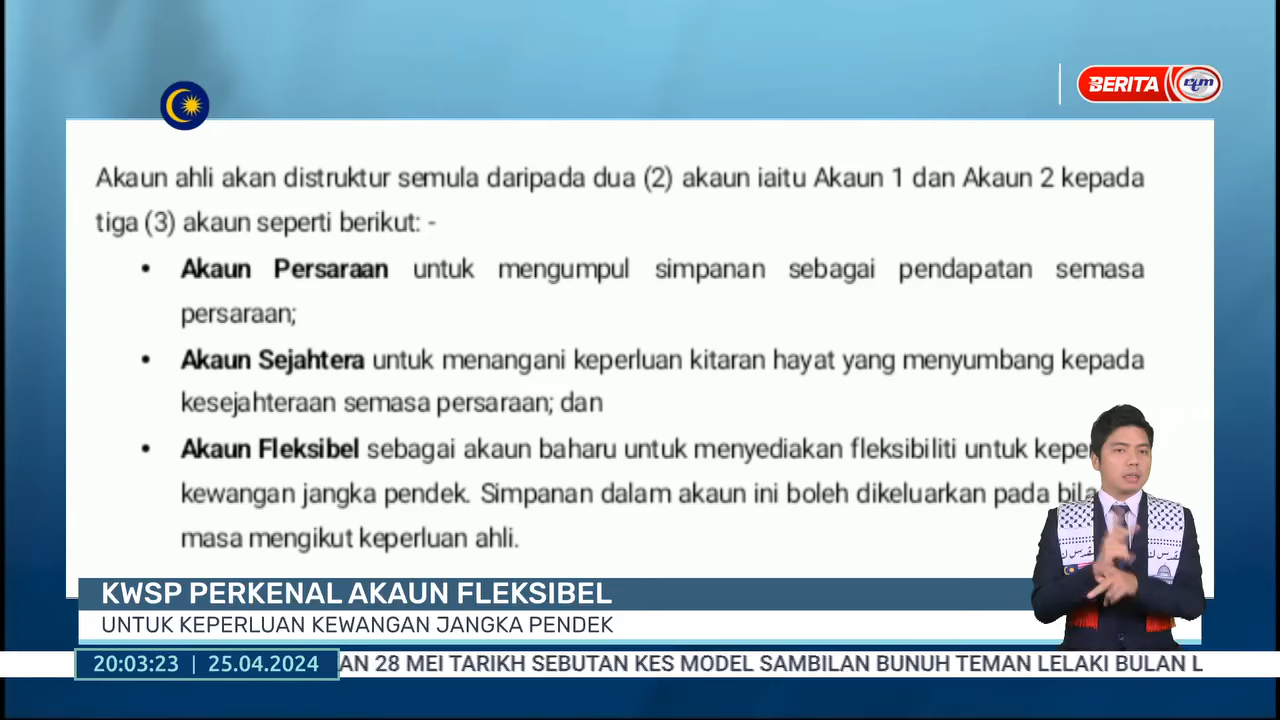 BERITA rtm
Akaun ahli akan distruktur semula daripada dua (2) akaun iaitu Akaun 1 dan Akaun 2 kepada
tiga (3) akaun seperti berikut: -
• Akaun Persaraan untuk mengumpul simpanan sebagai pendapatan semasa
persaraan;
• Akaun Sejahtera untuk menangani keperluan kitaran hayat yang menyumbang kepada
kesejahteraan semasa persaraan; dan
• Akaun Fleksibel sebagai akaun baharu untuk menyediakan fleksibiliti untuk
kewangan jangka pendek. Simpanan dalam akaun ini boleh dikeluarkan pada
masa mengikut keperluan ahli.
KWSP PERKENAL AKAUN FLEKSIBEL
UNTUK KEPERLUAN KEWANGAN JANGKA PENDEK
20:03:23 | 25.04.2024 AN 28 MEI TARIKH SEBUTAN KES MODEL SAMBILAN BUNUH TEMAN LELAKI BULAN L